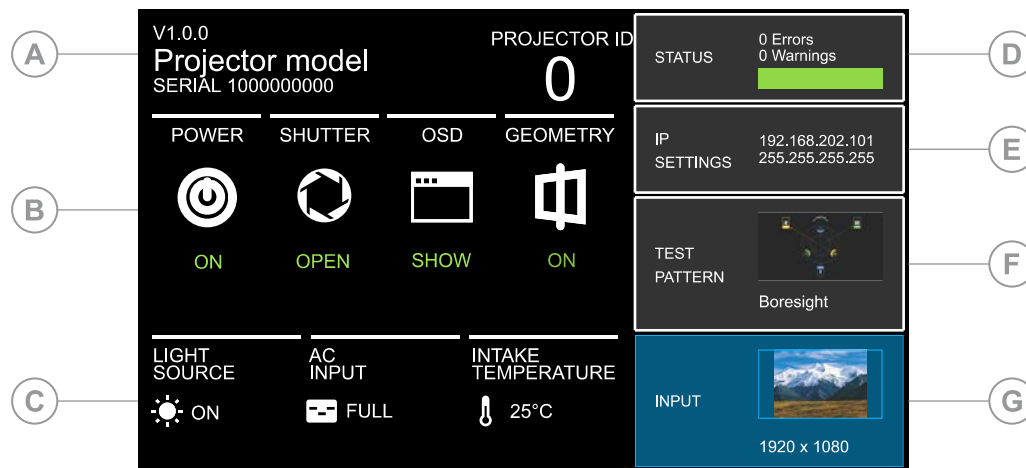 A
V1.0.0
Projector model
SERIAL 1000000000
PROJECTOR ID
0
B
POWER
ON
SHUTTER
OPEN
OSD
SHOW
GEOMETRY
ON
C
LIGHT
SOURCE
ON
AC
INPUT
FULL
INTAKE
TEMPERATURE
25°C
STATUS
0 Errors
0 Warnings
D
IP
SETTINGS
192.168.202.101
255.255.255.255
E
TEST
PATTERN
Boresight
F
INPUT
1920 x 1080
G